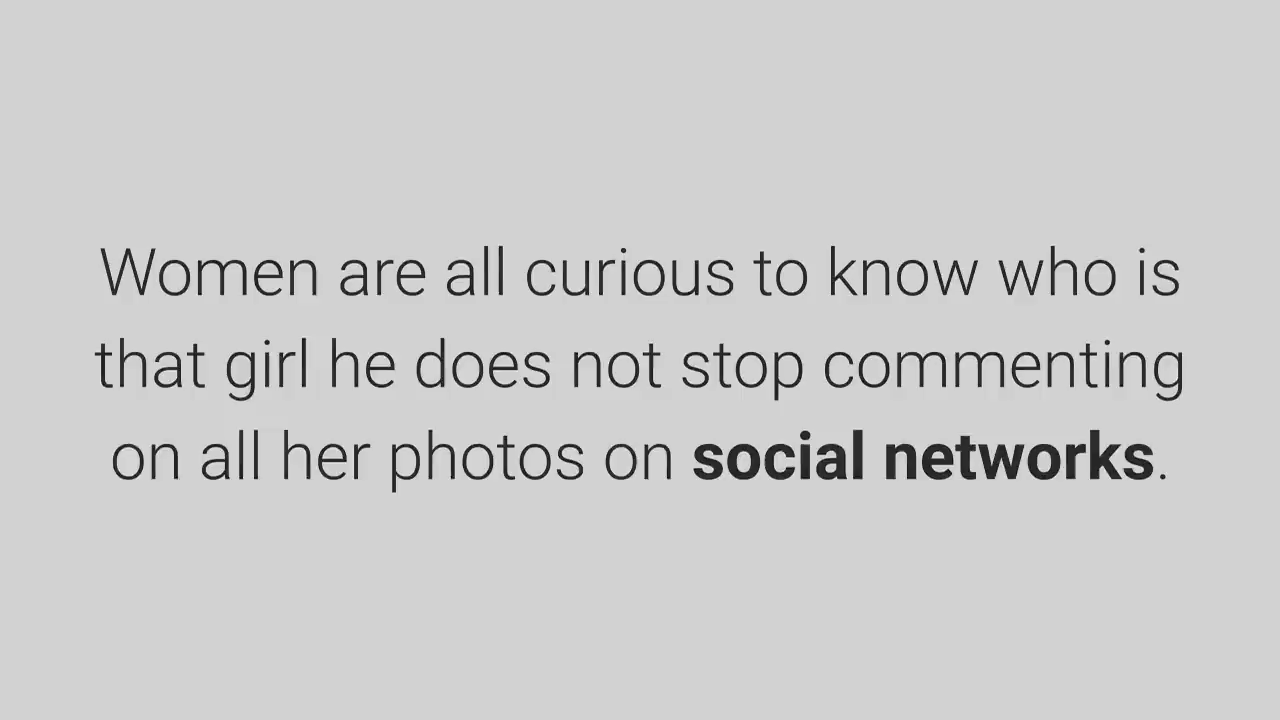 Women are all curious to know who is
that girl he does not stop commenting
on all her photos on social networks.